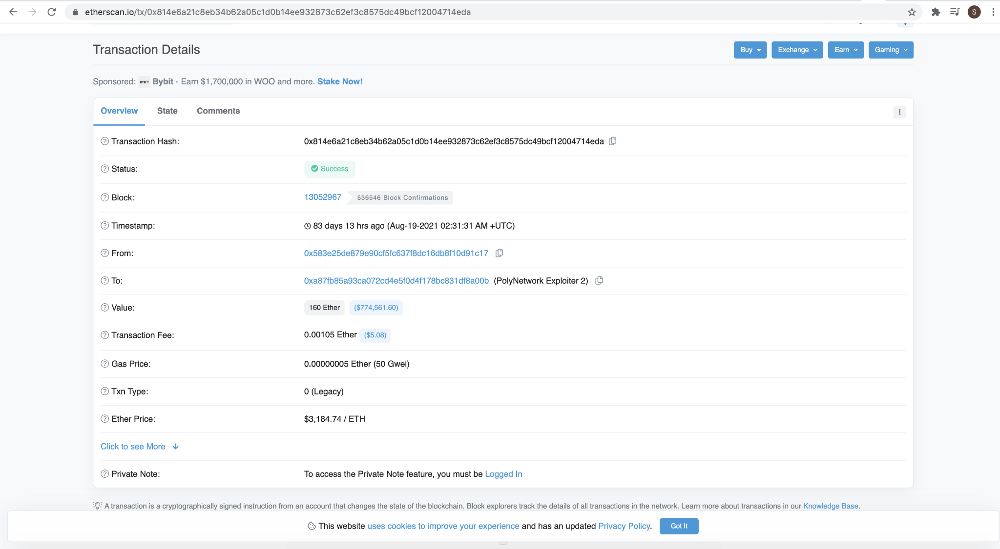 etherscan.io/tx/0x814e6a21c8eb34b62a05c1d0b14ee932873c62ef3c8575dc49bcf12004714eda
S
Transaction Details
Buy
Exchange
Earn
Gaming
Sponsored: BYBIT Bybit - Earn $1,700,000 in WOO and more. Stake Now!
Overview
State
Comments
Transaction Hash: 0x814e6a21c8eb34b62a05c1d0b14ee932873c62ef3c8575dc49bcf12004714eda
Status: Success
Block: 13052967 536546 Block Confirmations
Timestamp: 83 days 13 hrs ago (Aug-19-2021 02:31:31 AM +UTC)
From: 0x583e25de879e90cf5fc637f8dc16db8f10d91c17
To: 0xa87fb85a93ca072cd4e5f0d4f178bc831df8a00b (PolyNetwork Exploiter 2)
Value: 160 Ether ($774,561.60)
Transaction Fee: 0.00105 Ether ($5.08)
Gas Price: 0.00000005 Ether (50 Gwei)
Txn Type: 0 (Legacy)
Ether Price: $3,184.74 / ETH
Click to see More
Private Note: To access the Private Note feature, you must be Logged In
A transaction is a cryptographically signed instruction from an account that changes the state of the blockchain. Block explorers track the details of all transactions in the network. Learn more about transactions in our Knowledge Base.
This website uses cookies to improve your experience and has an updated Privacy Policy. Got It